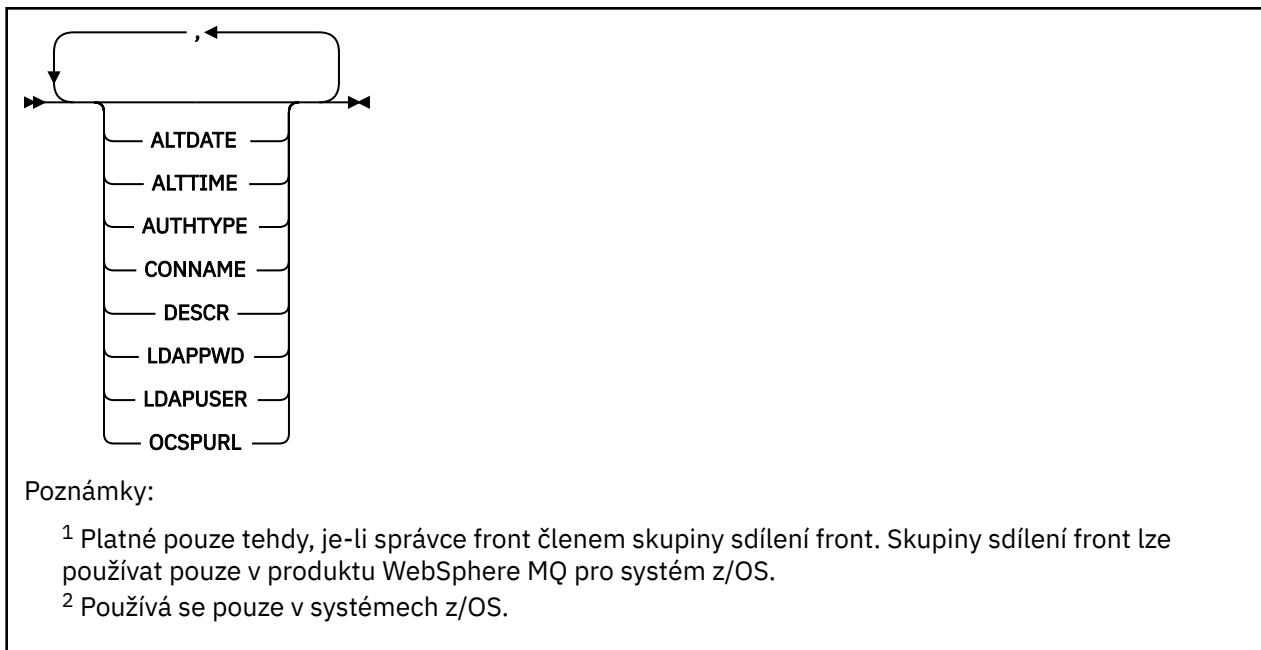 ,
ALTDATE
ALTTIME
AUTHTYPE
CONNAME
DESCR
LDAPPWD
LDAPUSER
OCSPURL
Poznámky:
1 Platné pouze tehdy, je-li správce front členem skupiny sdílení front. Skupiny sdílení front lze
používat pouze v produktu WebSphere MQ pro systém z/OS.
2 Používá se pouze v systémech z/OS.